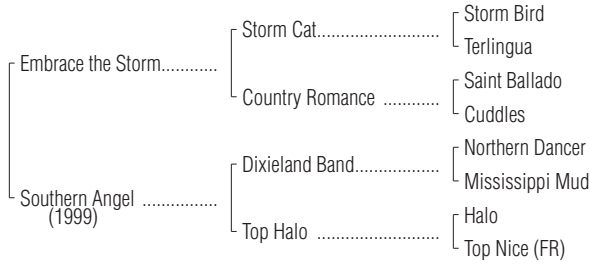 Storm Bird
Storm Cat..............................
Terlingua
Embrace the Storm............
Saint Ballado
Country Romance ............
Cuddles
Northern Dancer
Dixieland Band....................
Mississippi Mud
Southern Angel ................
(1999)
Halo
Top Halo .............................
Top Nice (FR)